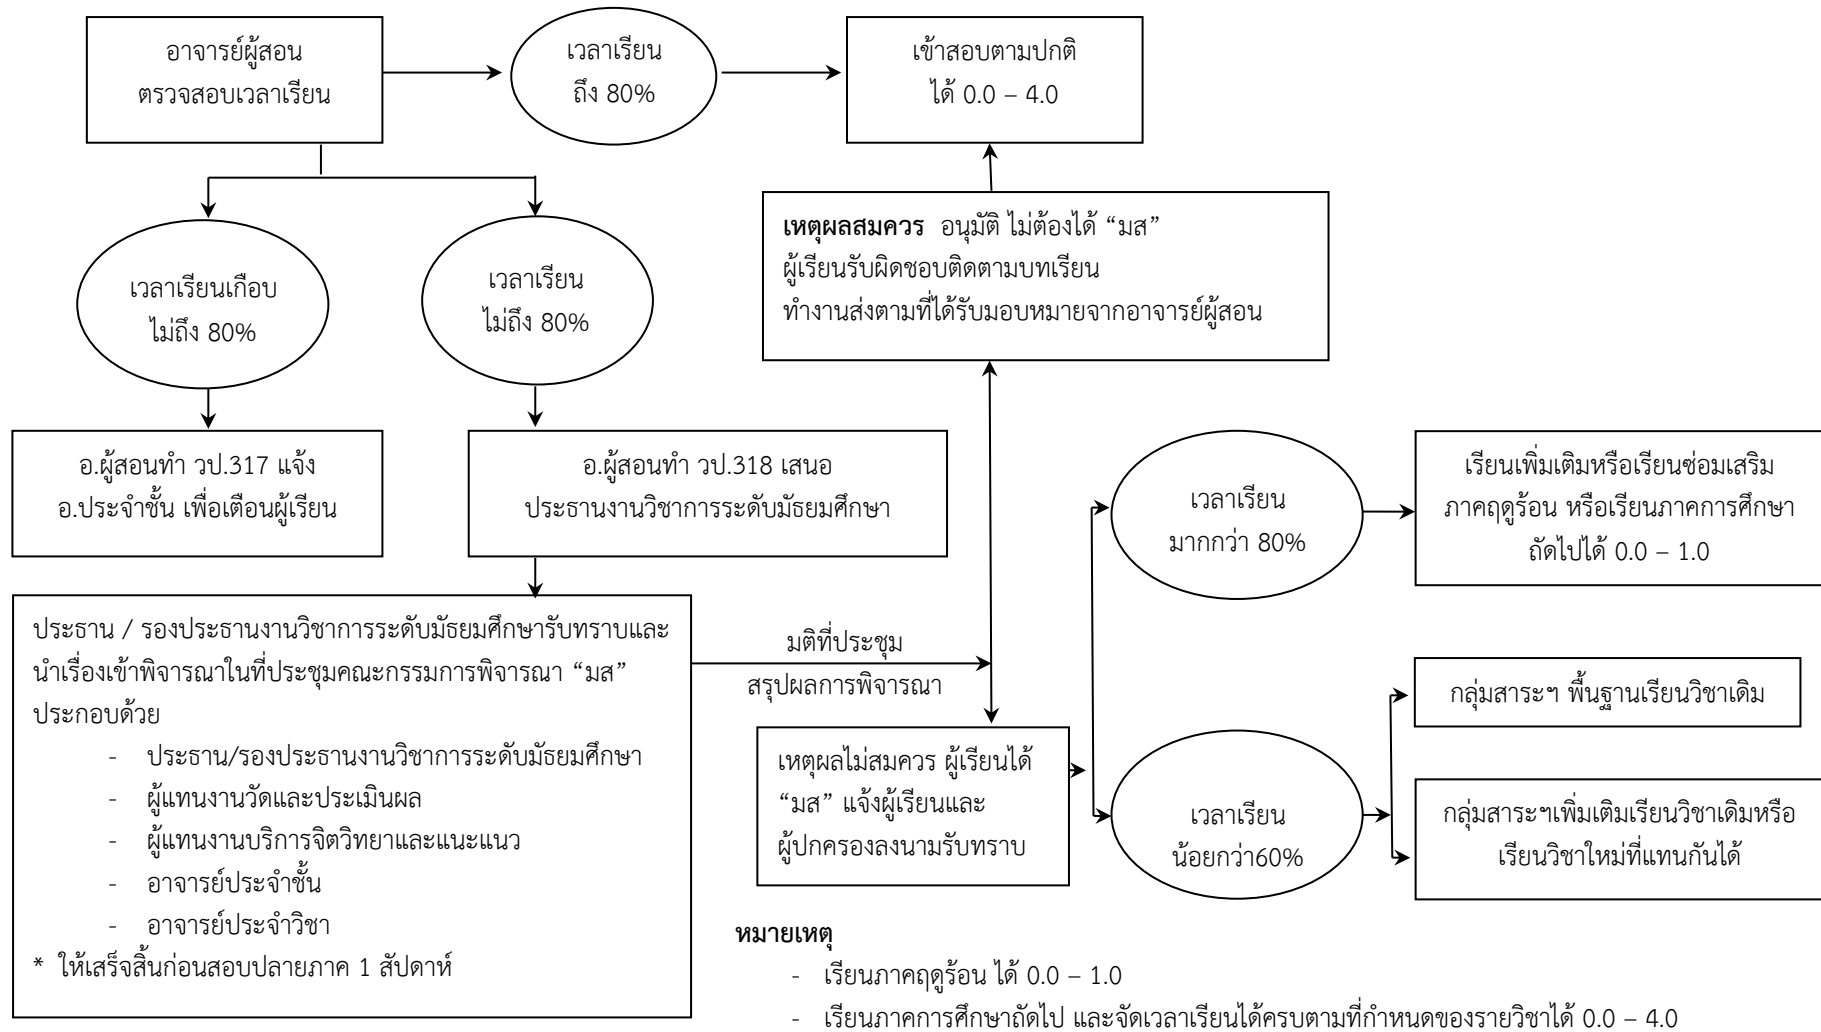 อาจารย์ผู้สอน
ตรวจสอบเวลาเรียน
เวลาเรียน
ถึง 80%
เข้าสอบตามปกติ
ได้ 0.0 – 4.0
เวลาเรียนเกือบ
ไม่ถึง 80%
เวลาเรียน
ไม่ถึง 80%
เหตุผลสมควร อนุมัติ ไม่ต้องได้ “มส”
ผู้เรียนรับผิดชอบติดตามบทเรียน
ทำงานส่งตามที่ได้รับมอบหมายจากอาจารย์ผู้สอน
อ.ผู้สอนทำ วป.317 แจ้ง
อ.ประจำชั้น เพื่อเตือนผู้เรียน
อ.ผู้สอนทำ วป.318 เสนอ
ประธานงานวิชาการระดับมัธยมศึกษา
เวลาเรียน
มากกว่า 80%
เรียนเพิ่มเติมหรือเรียนซ่อมเสริม
ภาคฤดูร้อน หรือเรียนภาคการศึกษา
ถัดไปได้ 0.0 – 1.0
ประธาน / รองประธานงานวิชาการระดับมัธยมศึกษารับทราบและ
นำเรื่องเข้าพิจารณาในที่ประชุมคณะกรรมการพิจารณา “มส”
ประกอบด้วย
- ประธาน/รองประธานงานวิชาการระดับมัธยมศึกษา
- ผู้แทนงานวัดและประเมินผล
- ผู้แทนงานบริการจิตวิทยาและแนะแนว
- อาจารย์ประจำชั้น
- อาจารย์ประจำวิชา
* ให้เสร็จสิ้นก่อนสอบปลายภาค 1 สัปดาห์
มติที่ประชุม
สรุปผลการพิจารณา
เหตุผลไม่สมควร ผู้เรียนได้
“มส” แจ้งผู้เรียนและ
ผู้ปกครองลงนามรับทราบ
เวลาเรียน
น้อยกว่า60%
กลุ่มสาระฯ พื้นฐานเรียนวิชาเดิม
กลุ่มสาระฯเพิ่มเติมเรียนวิชาเดิมหรือ
เรียนวิชาใหม่ที่แทนกันได้
หมายเหตุ
- เรียนภาคฤดูร้อน ได้ 0.0 – 1.0
- เรียนภาคการศึกษาถัดไป และจัดเวลาเรียนได้ครบตามที่กำหนดของรายวิชาได้ 0.0 – 4.0